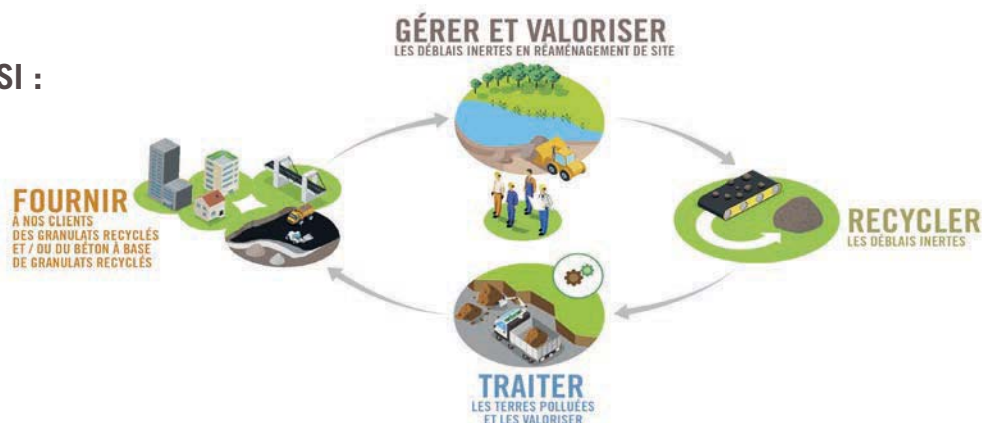 SI :
GÉRER ET VALORISER
LES DÉBLAIS INERTES EN RÉAMÉNAGEMENT DE SITE
FOURNIR
À NOS CLIENTS
DES GRANULATS RECYCLÉS
ET / OU DU BÉTON À BASE
DE GRANULATS RECYCLÉS
RECYCLER
LES DÉBLAIS INERTES
TRAITER
LES TERRES POLLUÉES
ET LES VALORISER